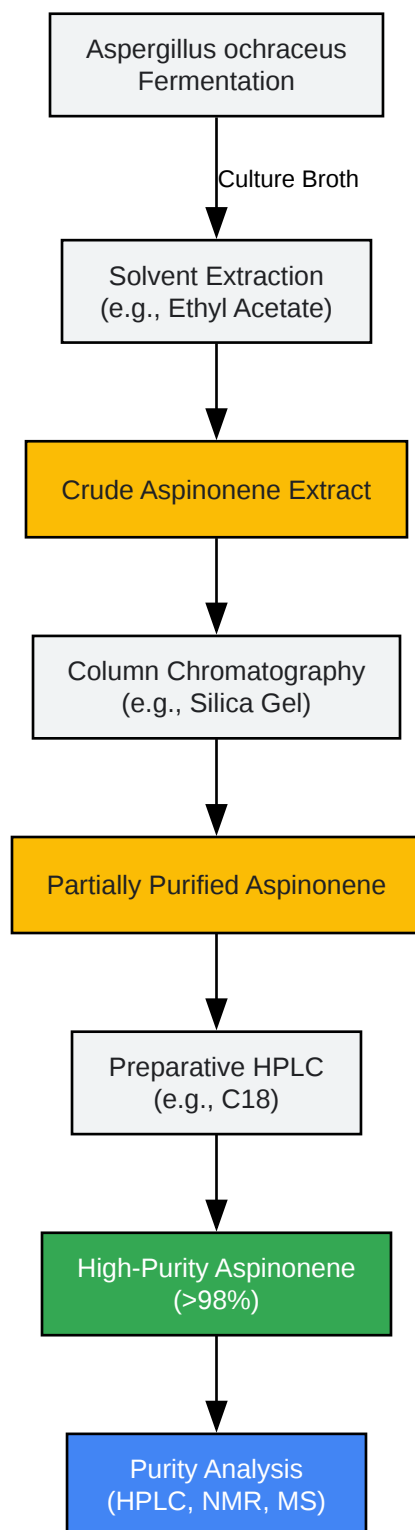 Aspergillus ochraceus
Fermentation
Culture Broth
Solvent Extraction
(e.g., Ethyl Acetate)
Crude Aspinonene Extract
Column Chromatography
(e.g., Silica Gel)
Partially Purified Aspinonene
Preparative HPLC
(e.g., C18)
High-Purity Aspinonene
(>98%)
Purity Analysis
(HPLC, NMR, MS)